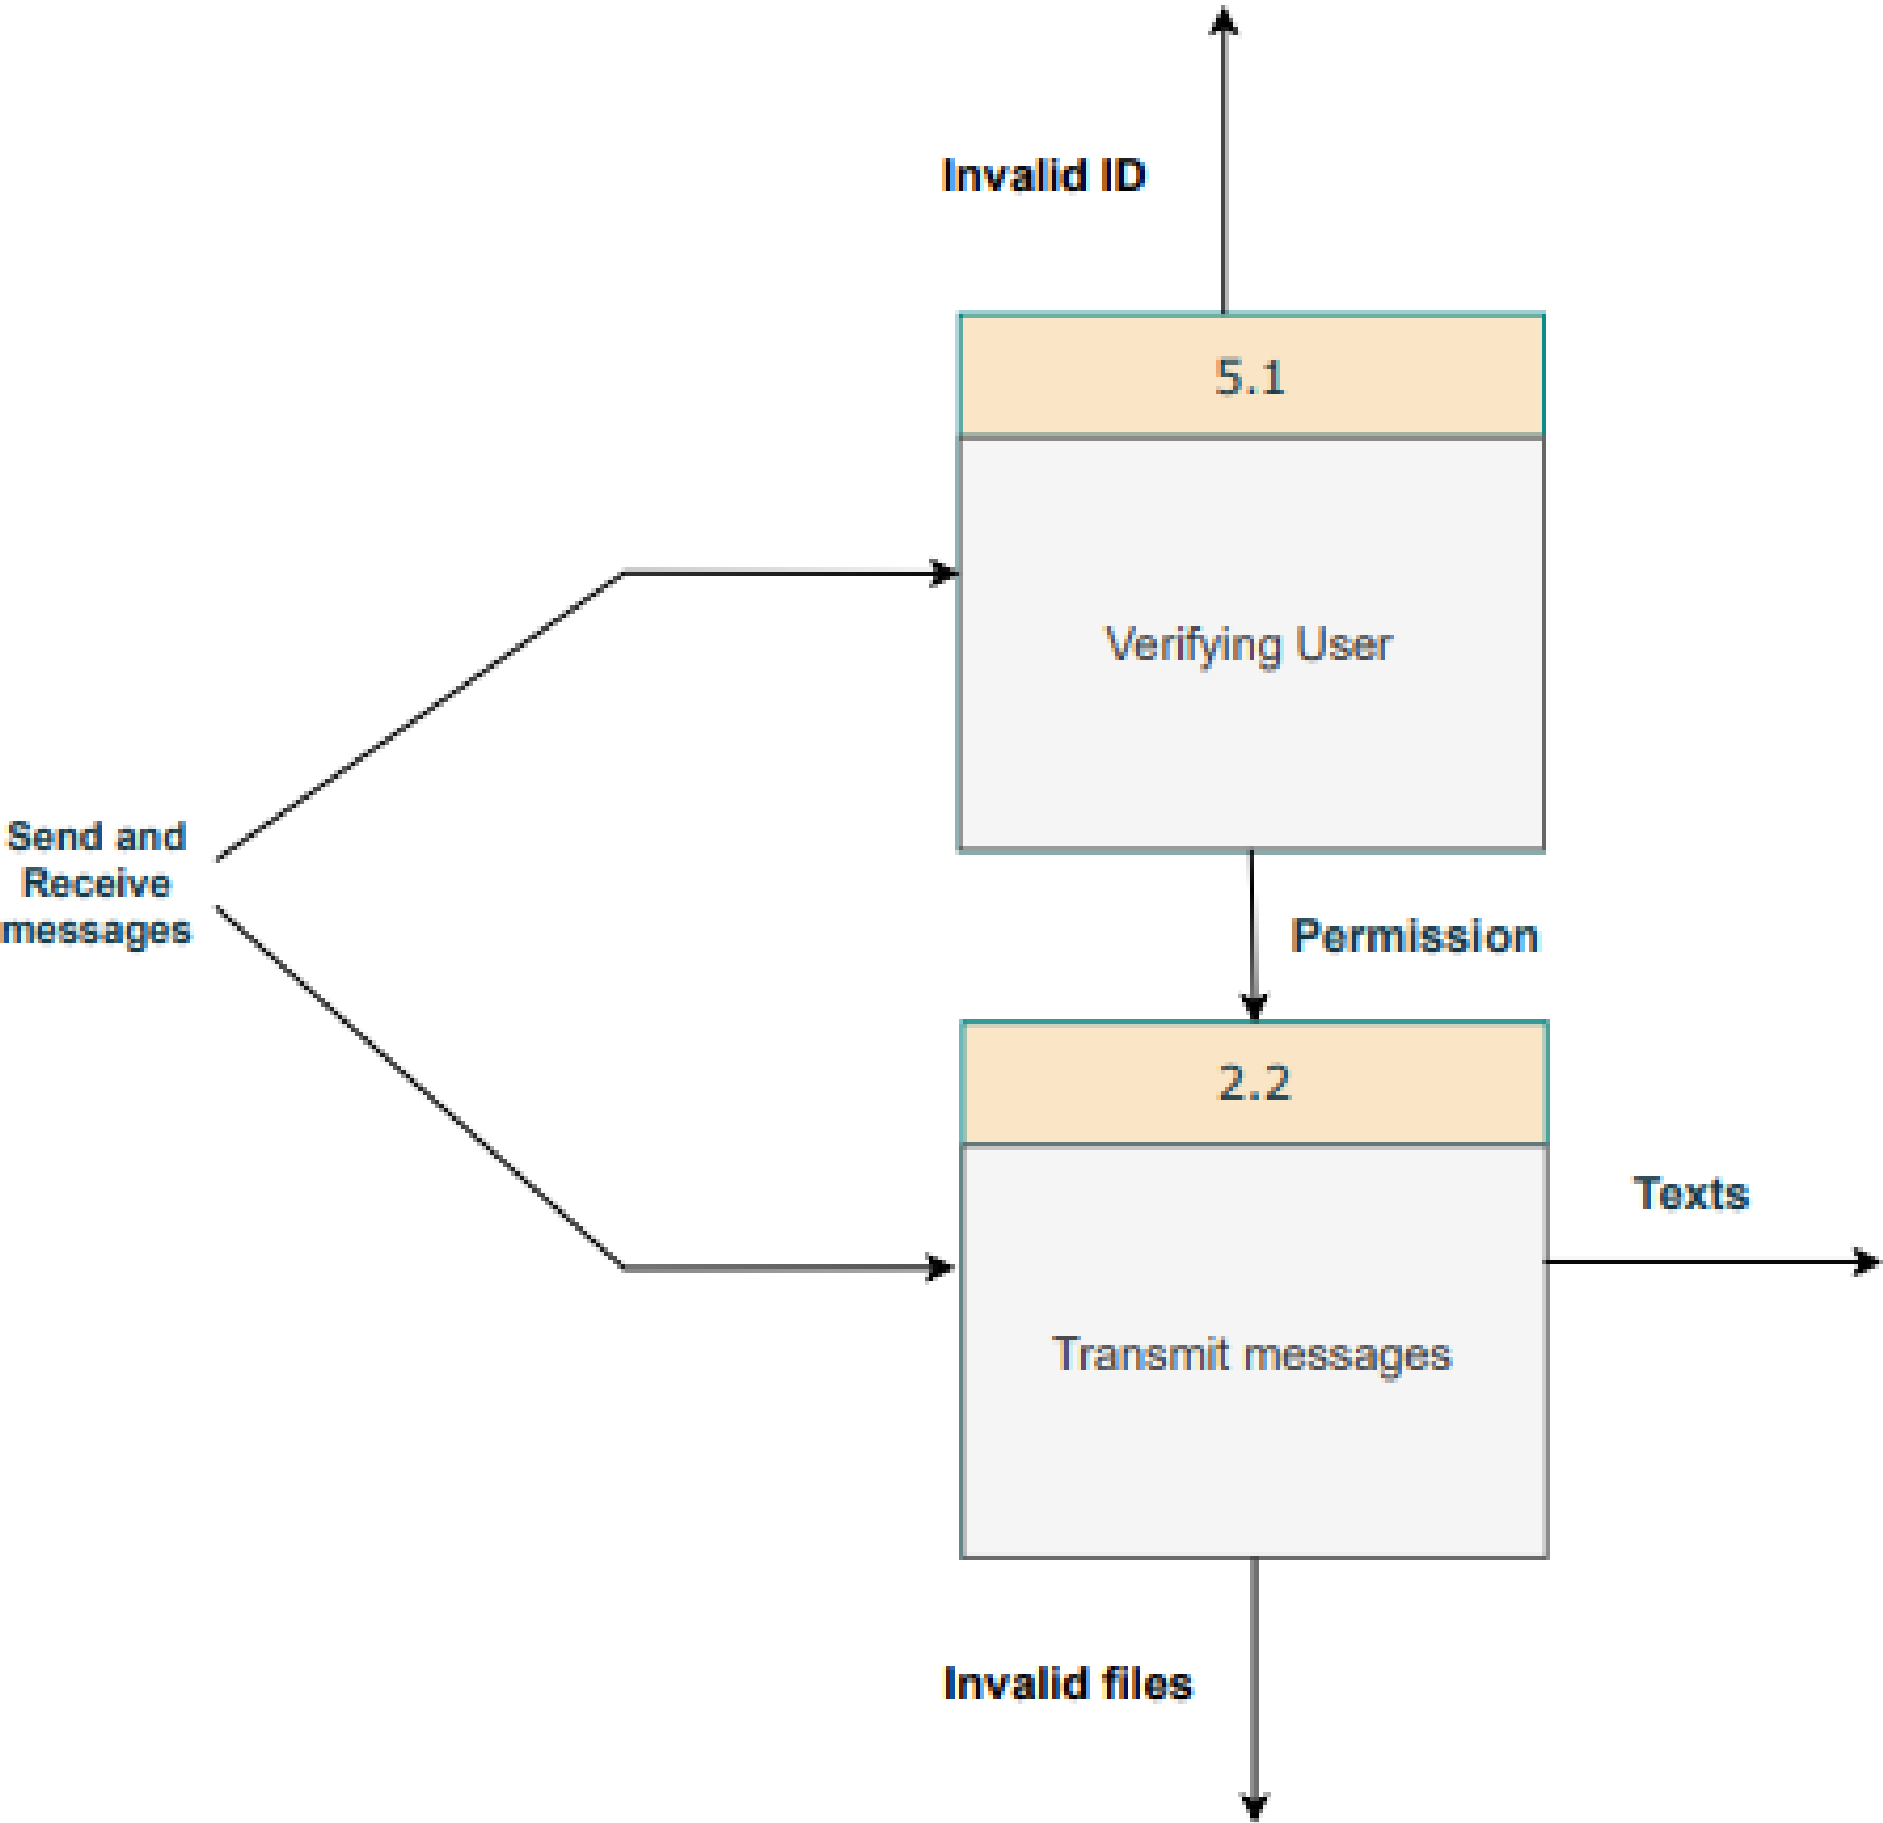 Invalid ID
5.1
Verifying User
Send and
Receive
messages
Permission
2.2
Texts
Transmit messages
Invalid files